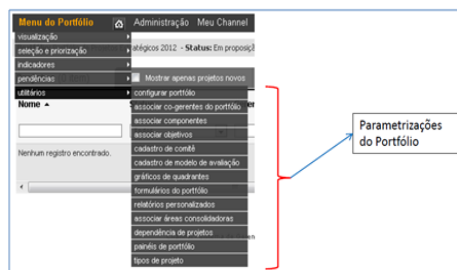 Menu do Portfólio Administração Meu Channel
visualização
seleção e priorização
atégicos 2012 - Status: Em proposiçã
indicadores
pendências
Mostrar apenas projetos novos
utilitários
configurar portfólio
Nome
associar co-gerentes do portfólio
associar componentes
associar objetivos
cadastro de comitê
Nenhum registro encontrado.
cadastro de modelo de avaliação
gráficos de quadrantes
formulários do portfólio
relatórios personalizados
associar áreas consolidadoras
dependência de projetos
painéis de portfólio
tipos de projeto
Parametrizações
do Portfólio